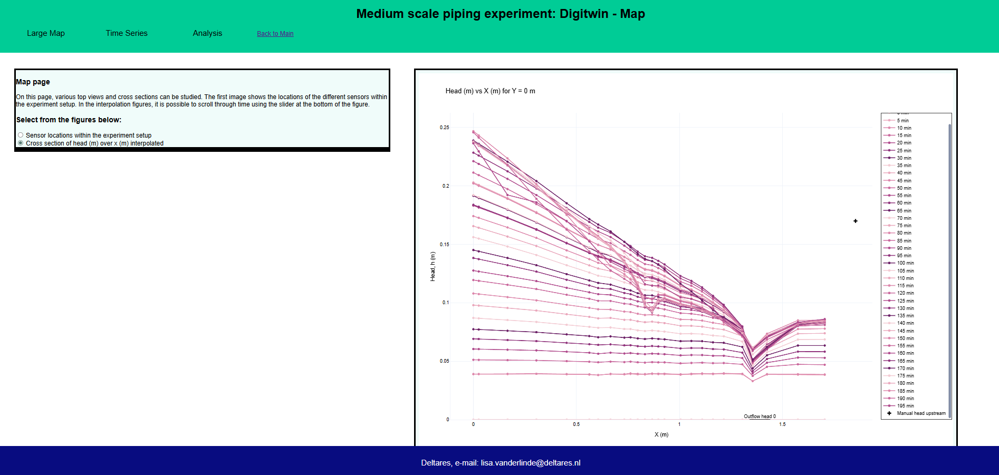 Medium scale piping experiment: Digitwin - Map
Large Map
Time Series
Analysis
Back to Main
Map page
On this page, various top views and cross sections can be studied. The first image shows the locations of the different sensors within
the experiment setup. In the interpolation figures, it is possible to scroll through time using the slider at the bottom of the figure.
Select from the figures below:
Sensor locations within the experiment setup
Cross section of head (m) over x (m) interpolated
Head (m) vs X (m) for Y = 0 m
0.25
0.2
0.15
0.1
0.05
0
Head, h (m)
0
0.5
1
1.5
X (m)
Outflow head 0
5 min
10 min
15 min
20 min
25 min
30 min
35 min
40 min
45 min
50 min
55 min
60 min
65 min
70 min
75 min
80 min
85 min
90 min
95 min
100 min
105 min
110 min
115 min
120 min
125 min
130 min
135 min
140 min
145 min
150 min
155 min
160 min
165 min
170 min
175 min
180 min
185 min
190 min
195 min
Manual head upstream
Deltares, e-mail: lisa.vanderlinde@deltares.nl